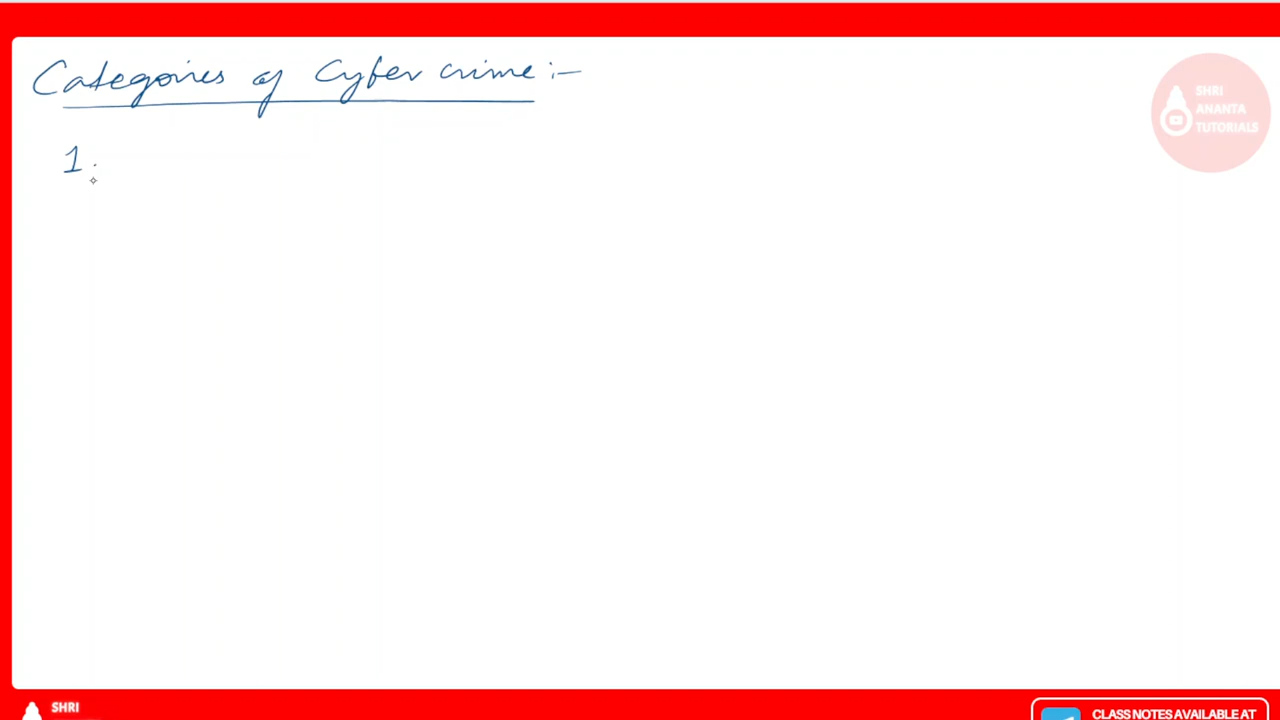 Categories of Cyber crime :-
SHRI
ANANTA
TUTORIALS
1.
SHRI
CLASS NOTES AVAILABLE AT